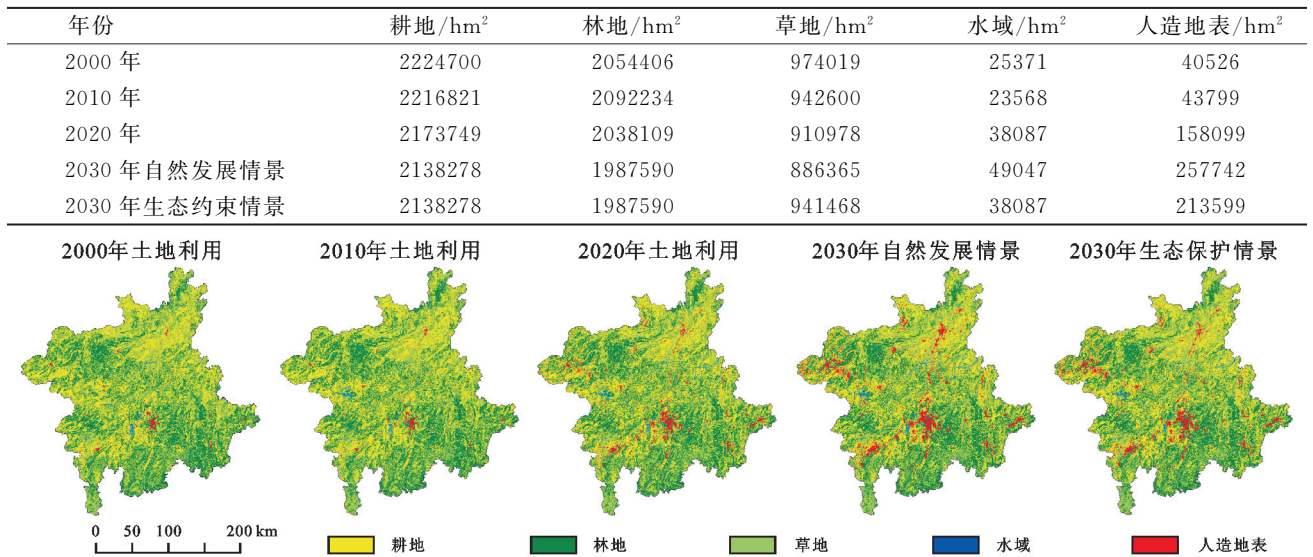 年份 耕地/hm² 林地/hm² 草地/hm² 水域/hm² 人造地表/hm²
2000 年 2224700 2054406 974019 25371 40526
2010 年 2216821 2092234 942600 23568 43799
2020 年 2173749 2038109 910978 38087 158099
2030 年自然发展情景 2138278 1987590 886365 49047 257742
2030 年生态约束情景 2138278 1987590 941468 38087 213599
2000年土地利用 2010年土地利用 2020年土地利用 2030年自然发展情景 2030年生态保护情景
0 50 100 200 km
耕地 林地 草地 水域 人造地表